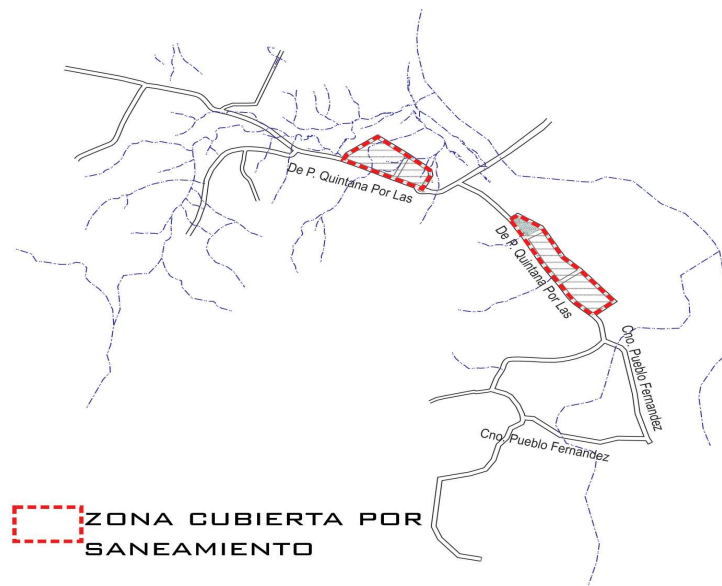 De P. Quintana Por Las
De P. Quintana Por Las
Cno. Pueblo Fernandez
Cno. Pueblo Fernandez
ZONA CUBIERTA POR
SANEAMIENTO